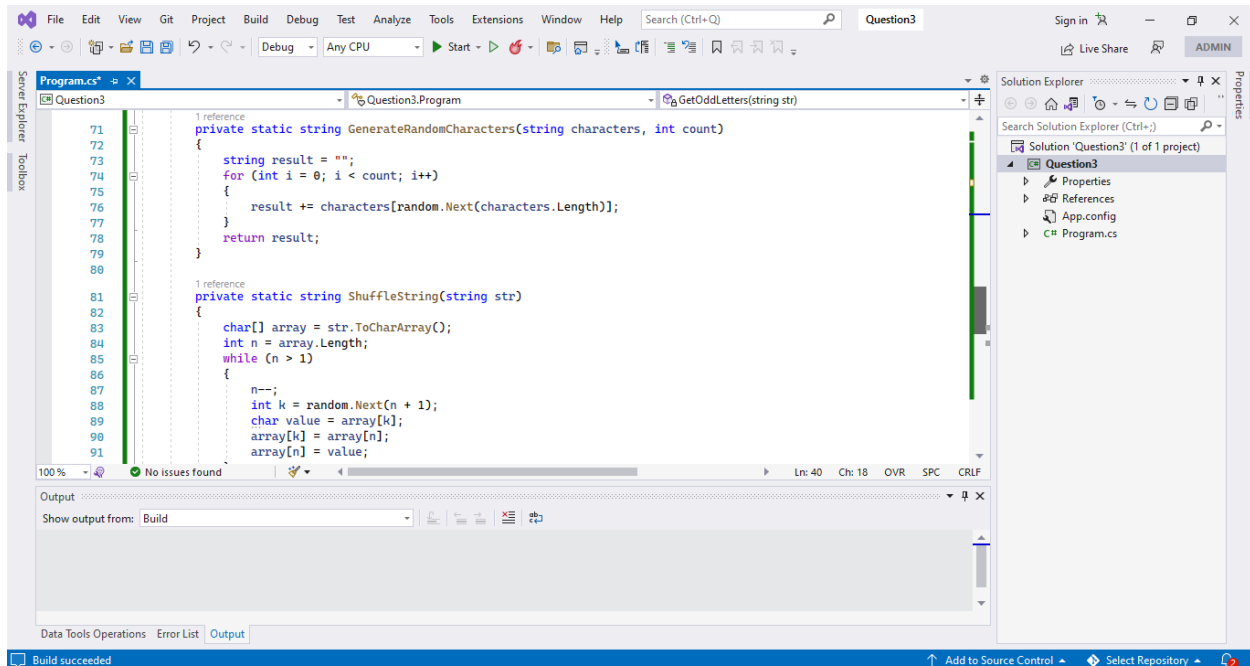 File Edit View Git Project Build Debug Test Analyze Tools Extensions Window Help Search (Ctrl+Q) Question3 Sign in
Debug Any CPU Start Live Share ADMIN
Server Explorer
Toolbox
Program.cs*
Question3 Question3.Program GetOddLetters(string str)
1 reference
71 private static string GenerateRandomCharacters(string characters, int count)
72 {
73 string result = "";
74 for (int i = 0; i < count; i++)
75 {
76 result += characters[random.Next(characters.Length)];
77 }
78 return result;
79 }
80
1 reference
81 private static string ShuffleString(string str)
82 {
83 char[] array = str.ToCharArray();
84 int n = array.Length;
85 while (n > 1)
86 {
87 n--;
88 int k = random.Next(n + 1);
89 char value = array[k];
90 array[k] = array[n];
91 array[n] = value;
100 % No issues found Ln: 40 Ch: 18 OVR SPC CRLF
Output
Show output from: Build
Data Tools Operations Error List Output
Solution Explorer
Search Solution Explorer (Ctrl+;)
Solution 'Question3' (1 of 1 project)
C# Question3
Properties
References
App.config
C# Program.cs
Properties
Build succeeded Add to Source Control Select Repository 2